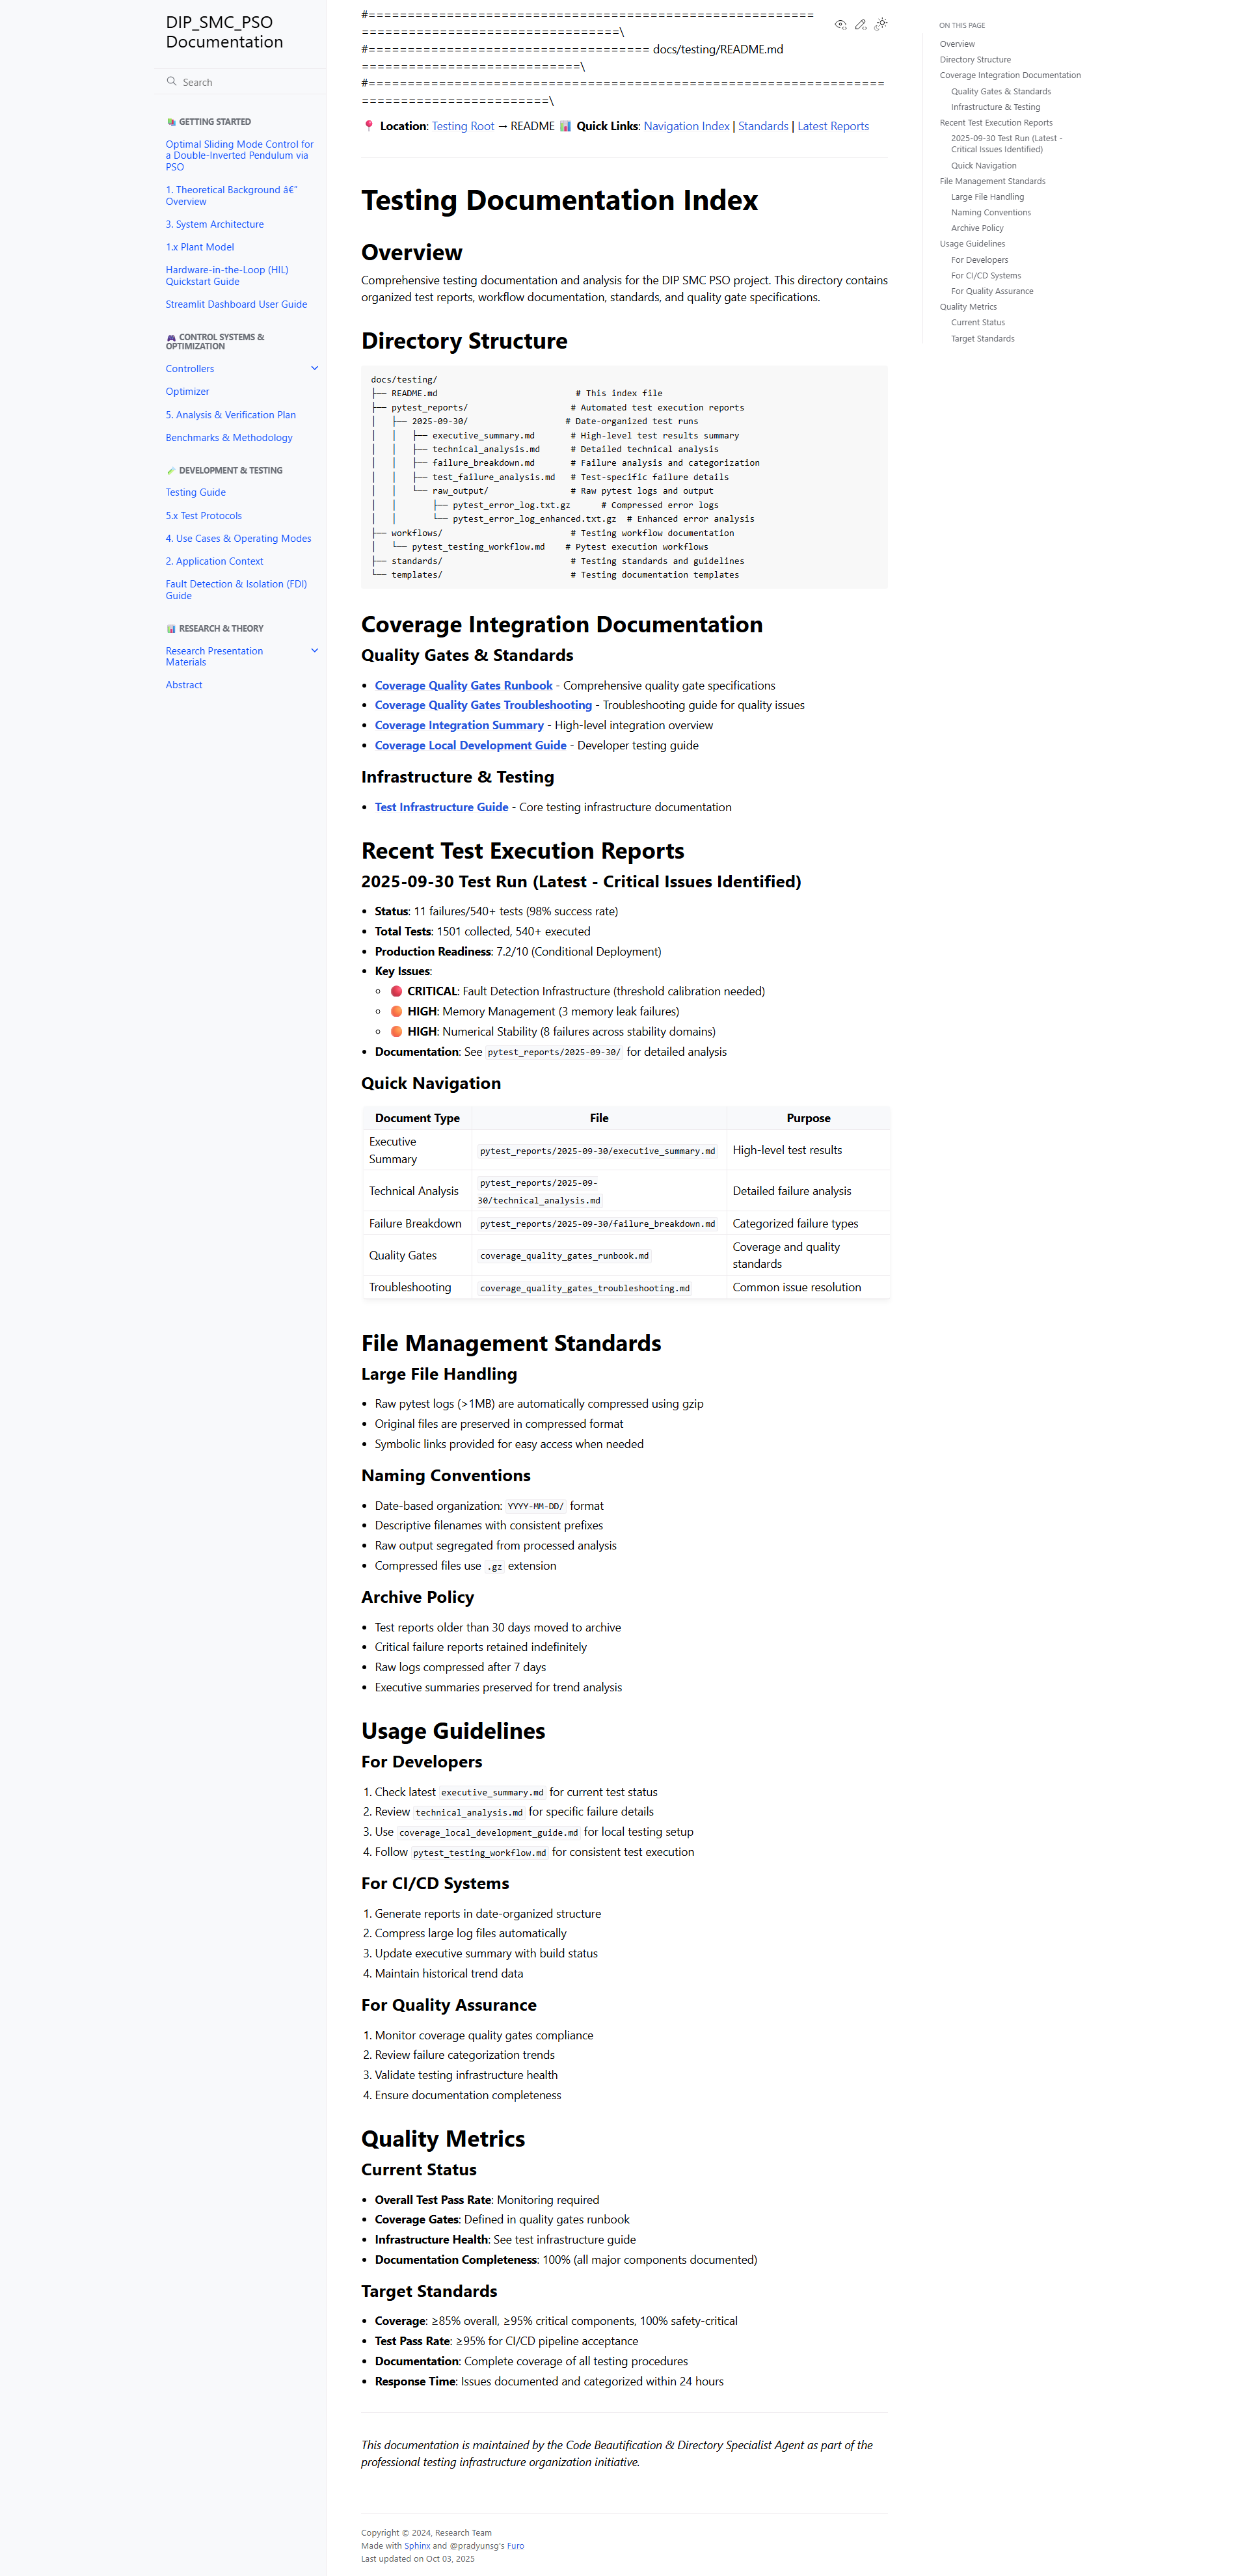 DIP_SMC_PSO
Documentation
Search
📚 GETTING STARTED
Optimal Sliding Mode Control for
a Double-Inverted Pendulum via
PSO
1. Theoretical Background â€"
Overview
3. System Architecture
1.x Plant Model
Hardware-in-the-Loop (HIL)
Quickstart Guide
Streamlit Dashboard User Guide
🎮 CONTROL SYSTEMS &
OPTIMIZATION
Controllers
Optimizer
5. Analysis & Verification Plan
Benchmarks & Methodology
🧪 DEVELOPMENT & TESTING
Testing Guide
5.x Test Protocols
4. Use Cases & Operating Modes
2. Application Context
Fault Detection & Isolation (FDI)
Guide
📊 RESEARCH & THEORY
Research Presentation
Materials
Abstract
#=========================================================
=================================\
#==================================== docs/testing/README.md
============================\
#==================================================================
========================\
📍 Location: Testing Root → README 📊 Quick Links: Navigation Index | Standards | Latest Reports
Testing Documentation Index
Overview
Comprehensive testing documentation and analysis for the DIP SMC PSO project. This directory contains
organized test reports, workflow documentation, standards, and quality gate specifications.
Directory Structure
docs/testing/
├── README.md                           # This index file
├── pytest_reports/                    # Automated test execution reports
│   ├── 2025-09-30/                   # Date-organized test runs
│   │   ├── executive_summary.md       # High-level test results summary
│   │   ├── technical_analysis.md      # Detailed technical analysis
│   │   ├── failure_breakdown.md       # Failure analysis and categorization
│   │   ├── test_failure_analysis.md   # Test-specific failure details
│   │   └── raw_output/                # Raw pytest logs and output
│   │       ├── pytest_error_log.txt.gz      # Compressed error logs
│   │       └── pytest_error_log_enhanced.txt.gz  # Enhanced error analysis
├── workflows/                         # Testing workflow documentation
│   └── pytest_testing_workflow.md    # Pytest execution workflows
├── standards/                         # Testing standards and guidelines
└── templates/                         # Testing documentation templates
Coverage Integration Documentation
Quality Gates & Standards
• Coverage Quality Gates Runbook - Comprehensive quality gate specifications
• Coverage Quality Gates Troubleshooting - Troubleshooting guide for quality issues
• Coverage Integration Summary - High-level integration overview
• Coverage Local Development Guide - Developer testing guide
Infrastructure & Testing
• Test Infrastructure Guide - Core testing infrastructure documentation
Recent Test Execution Reports
2025-09-30 Test Run (Latest - Critical Issues Identified)
• Status: 11 failures/540+ tests (98% success rate)
• Total Tests: 1501 collected, 540+ executed
• Production Readiness: 7.2/10 (Conditional Deployment)
• Key Issues:
◦ 🔴 CRITICAL: Fault Detection Infrastructure (threshold calibration needed)
◦ 🟠 HIGH: Memory Management (3 memory leak failures)
◦ 🟠 HIGH: Numerical Stability (8 failures across stability domains)
• Documentation: See pytest_reports/2025-09-30/ for detailed analysis
Quick Navigation
Document Type File Purpose
Executive
Summary pytest_reports/2025-09-30/executive_summary.md High-level test results
Technical Analysis pytest_reports/2025-09-
30/technical_analysis.md Detailed failure analysis
Failure Breakdown pytest_reports/2025-09-30/failure_breakdown.md Categorized failure types
Quality Gates coverage_quality_gates_runbook.md Coverage and quality
standards
Troubleshooting coverage_quality_gates_troubleshooting.md Common issue resolution
File Management Standards
Large File Handling
• Raw pytest logs (>1MB) are automatically compressed using gzip
• Original files are preserved in compressed format
• Symbolic links provided for easy access when needed
Naming Conventions
• Date-based organization: YYYY-MM-DD/ format
• Descriptive filenames with consistent prefixes
• Raw output segregated from processed analysis
• Compressed files use .gz extension
Archive Policy
• Test reports older than 30 days moved to archive
• Critical failure reports retained indefinitely
• Raw logs compressed after 7 days
• Executive summaries preserved for trend analysis
Usage Guidelines
For Developers
1. Check latest executive_summary.md for current test status
2. Review technical_analysis.md for specific failure details
3. Use coverage_local_development_guide.md for local testing setup
4. Follow pytest_testing_workflow.md for consistent test execution
For CI/CD Systems
1. Generate reports in date-organized structure
2. Compress large log files automatically
3. Update executive summary with build status
4. Maintain historical trend data
For Quality Assurance
1. Monitor coverage quality gates compliance
2. Review failure categorization trends
3. Validate testing infrastructure health
4. Ensure documentation completeness
Quality Metrics
Current Status
• Overall Test Pass Rate: Monitoring required
• Coverage Gates: Defined in quality gates runbook
• Infrastructure Health: See test infrastructure guide
• Documentation Completeness: 100% (all major components documented)
Target Standards
• Coverage: ≥85% overall, ≥95% critical components, 100% safety-critical
• Test Pass Rate: ≥95% for CI/CD pipeline acceptance
• Documentation: Complete coverage of all testing procedures
• Response Time: Issues documented and categorized within 24 hours
This documentation is maintained by the Code Beautification & Directory Specialist Agent as part of the
professional testing infrastructure organization initiative.
Copyright © 2024, Research Team
Made with Sphinx and @pradyunsg's Furo
Last updated on Oct 03, 2025
ON THIS PAGE
Overview
Directory Structure
Coverage Integration Documentation
Quality Gates & Standards
Infrastructure & Testing
Recent Test Execution Reports
2025-09-30 Test Run (Latest -
Critical Issues Identified)
Quick Navigation
File Management Standards
Large File Handling
Naming Conventions
Archive Policy
Usage Guidelines
For Developers
For CI/CD Systems
For Quality Assurance
Quality Metrics
Current Status
Target Standards